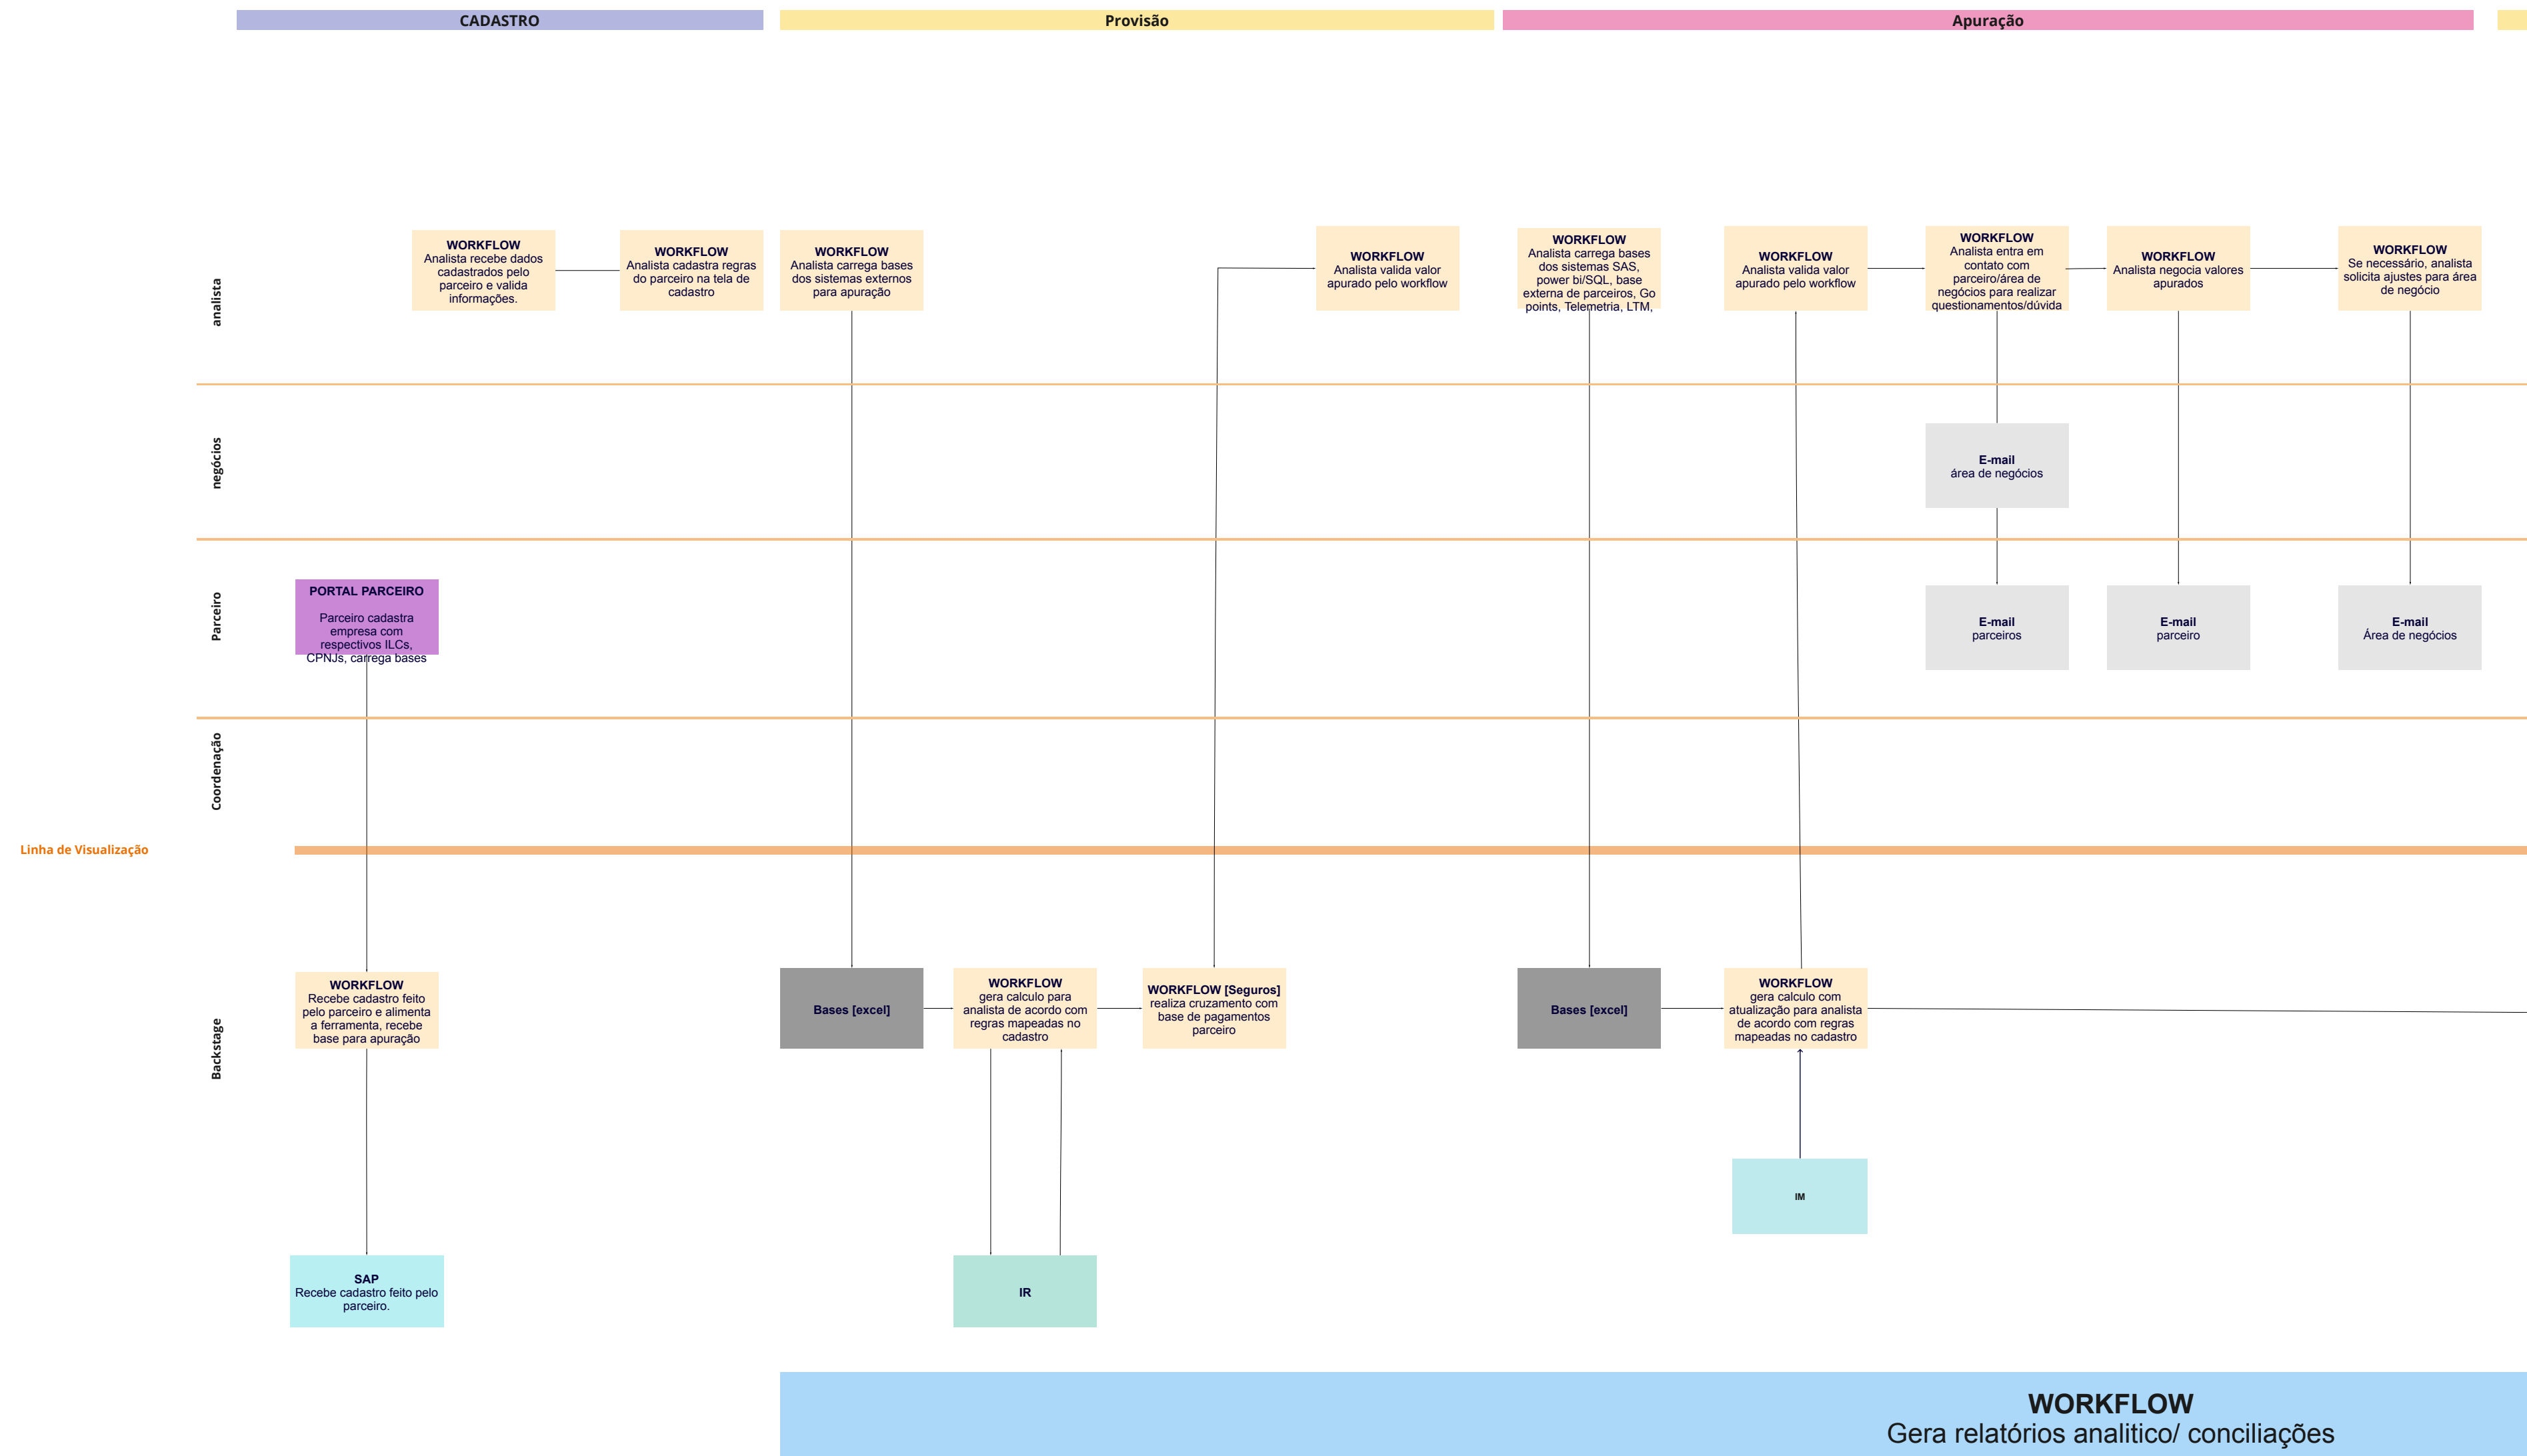 CADASTRO
Provisão
Apuração
analista
WORKFLOW
Analista recebe dados
cadastrados pelo
parceiro e valida
informações.
WORKFLOW
Analista cadastra regras
do parceiro na tela de
cadastro
WORKFLOW
Analista carrega bases
dos sistemas externos
para apuração
WORKFLOW
Analista valida valor
apurado pelo workflow
WORKFLOW
Analista carrega bases
dos sistemas SAS,
power bi/SQL, base
externa de parceiros, Go
points, Telemetria, LTM,
WORKFLOW
Analista valida valor
apurado pelo workflow
WORKFLOW
Analista entra em
contato com
parceiro/área de
negócios para realizar
questionamentos/dúvida
WORKFLOW
Analista negocia valores
apurados
WORKFLOW
Se necessário, analista
solicita ajustes para área
de negócio
negócios
E-mail
área de negócios
Parceiro
PORTAL PARCEIRO
Parceiro cadastra
empresa com
respectivos ILCs,
CPNJs, carrega bases
E-mail
parceiros
E-mail
parceiro
E-mail
Área de negócios
Coordenação
Linha de Visualização
Backstage
WORKFLOW
Recebe cadastro feito
pelo parceiro e alimenta
a ferramenta, recebe
base para apuração
Bases [excel]
WORKFLOW
gera calculo para
analista de acordo com
regras mapeadas no
cadastro
WORKFLOW [Seguros]
realiza cruzamento com
base de pagamentos
parceiro
Bases [excel]
WORKFLOW
gera calculo com
atualização para analista
de acordo com regras
mapeadas no cadastro
IM
SAP
Recebe cadastro feito pelo
parceiro.
IR
WORKFLOW
Gera relatórios analitico/ conciliações